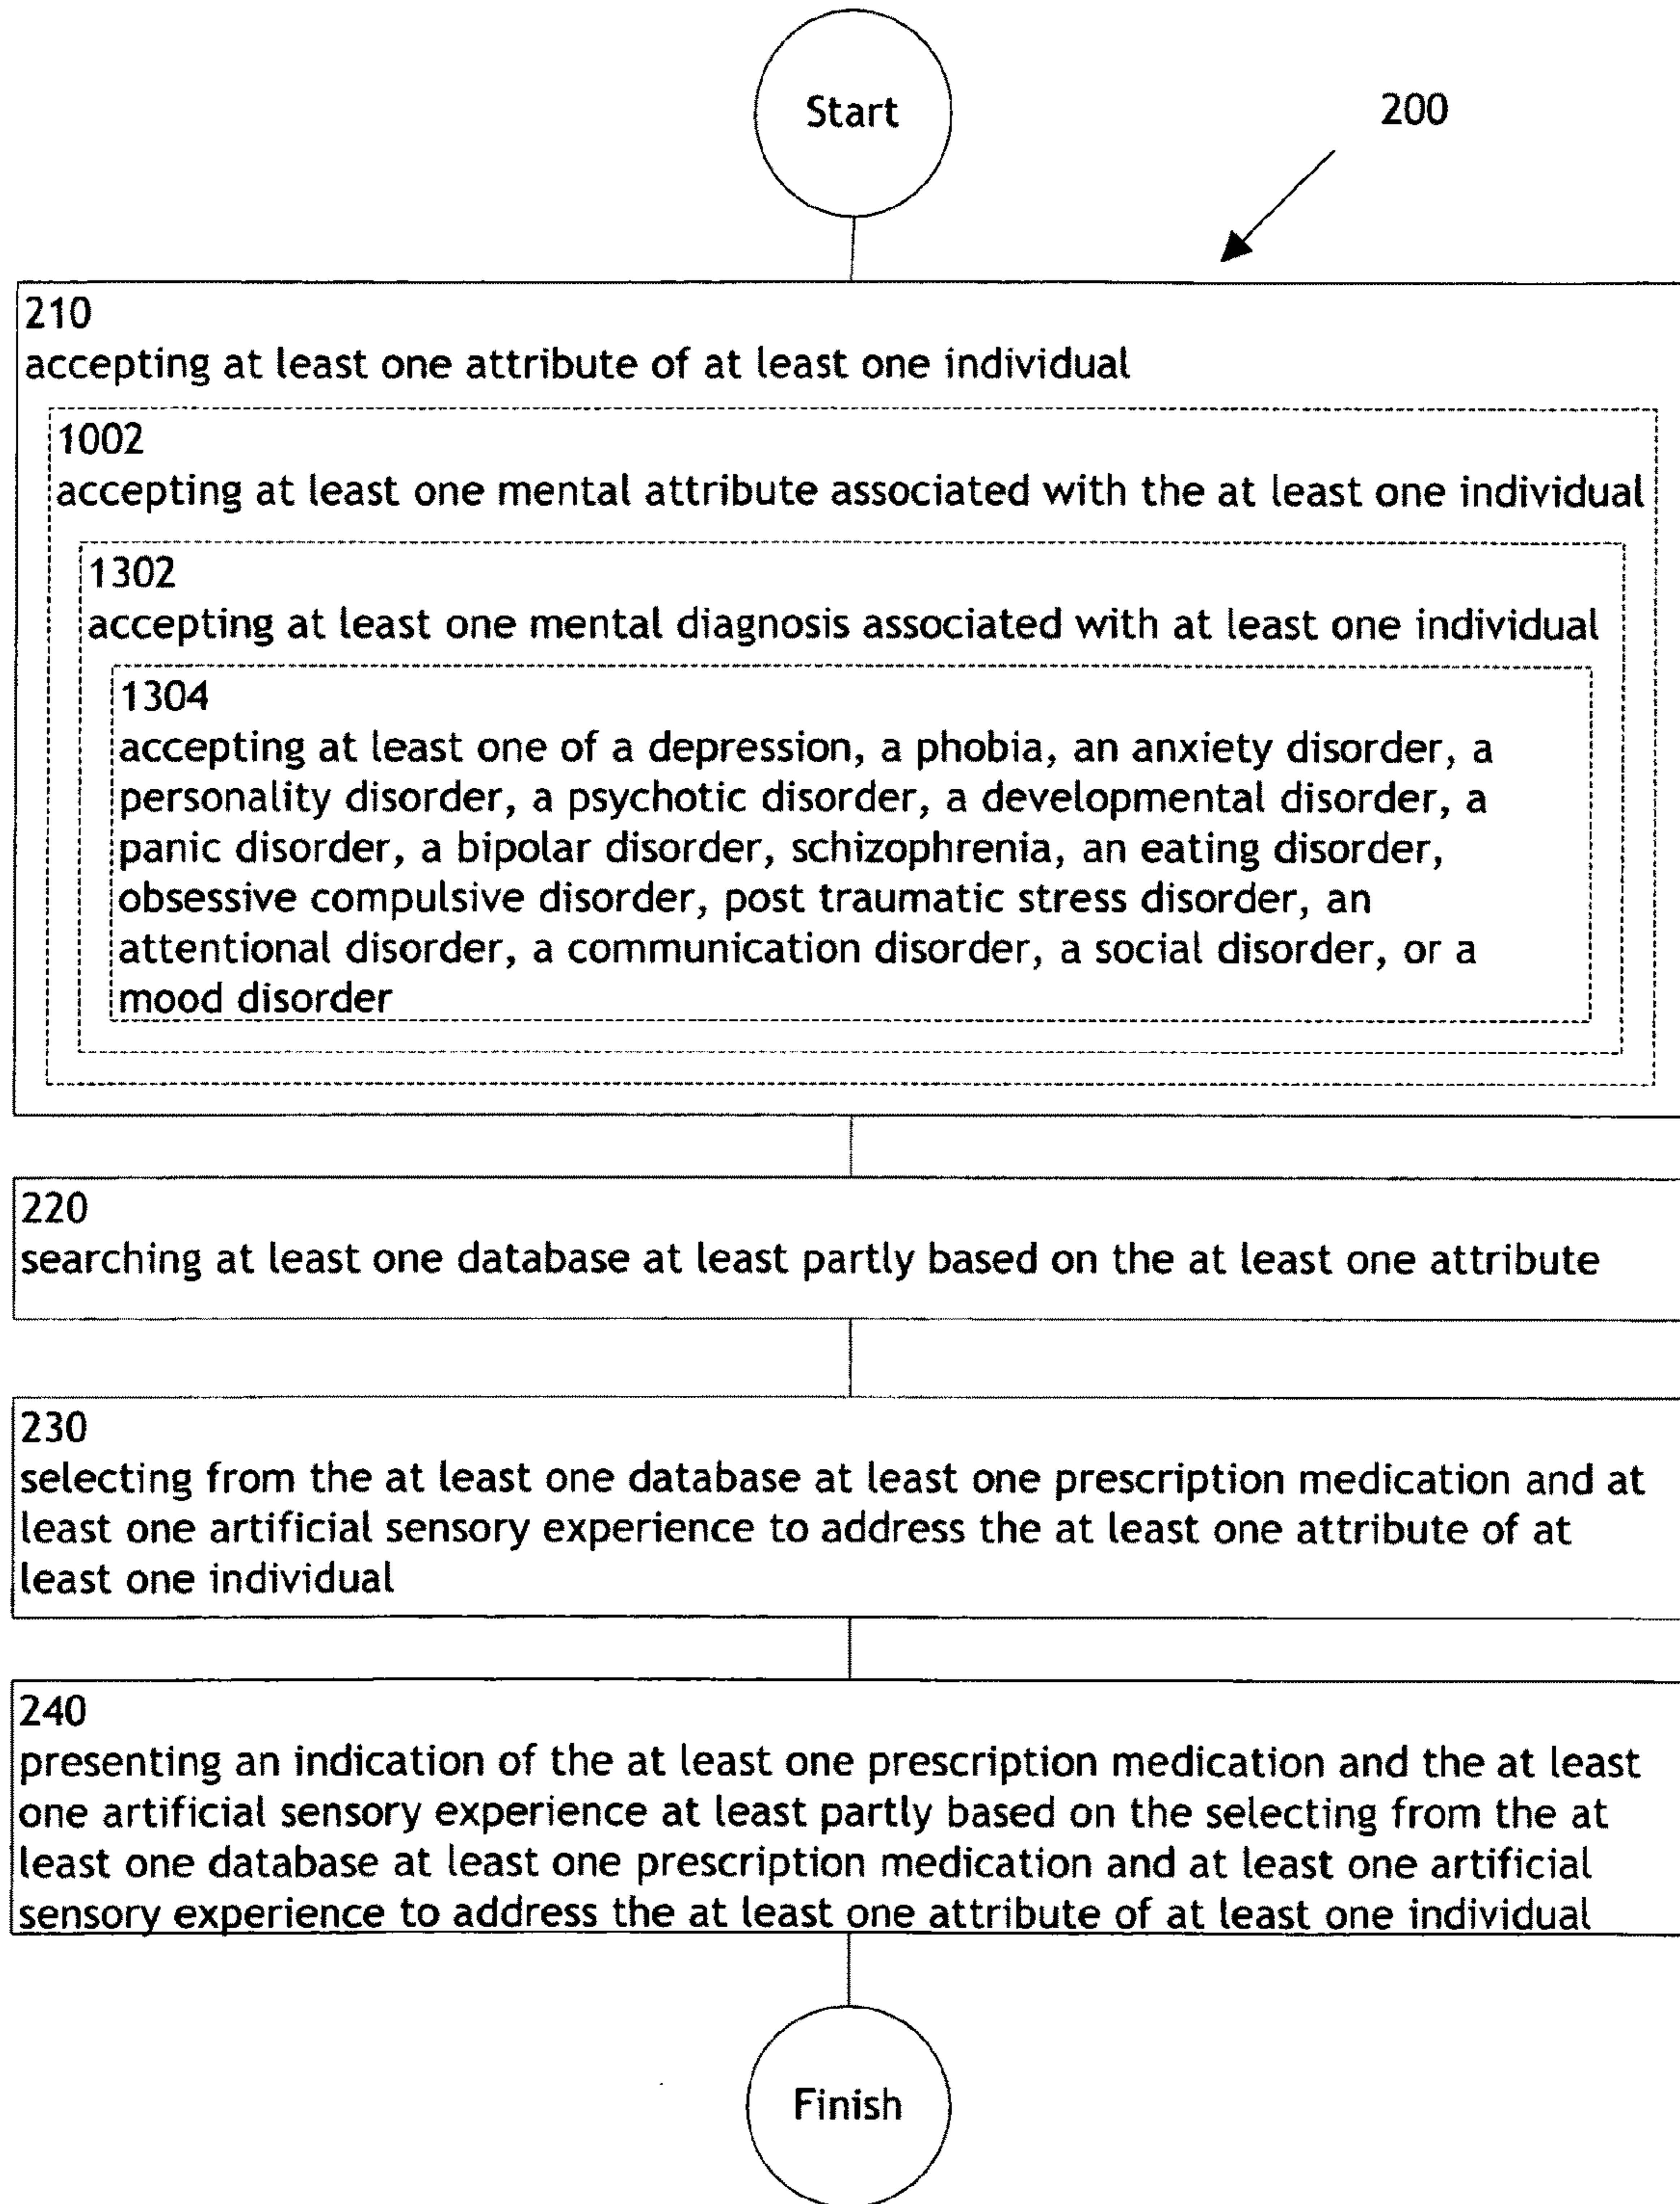 Start
200
210
accepting at least one attribute of at least one individual
1002
accepting at least one mental attribute associated with the at least one individual
1302
accepting at least one mental diagnosis associated with at least one individual
1304
accepting at least one of a depression, a phobia, an anxiety disorder, a
personality disorder, a psychotic disorder, a developmental disorder, a
panic disorder, a bipolar disorder, schizophrenia, an eating disorder,
obsessive compulsive disorder, post traumatic stress disorder, an
attentional disorder, a communication disorder, a social disorder, or a
mood disorder
220
searching at least one database at least partly based on the at least one attribute
230
selecting from the at least one database at least one prescription medication and at
least one artificial sensory experience to address the at least one attribute of at
least one individual
240
presenting an indication of the at least one prescription medication and the at least
one artificial sensory experience at least partly based on the selecting from the at
least one database at least one prescription medication and at least one artificial
sensory experience to address the at least one attribute of at least one individual
Finish